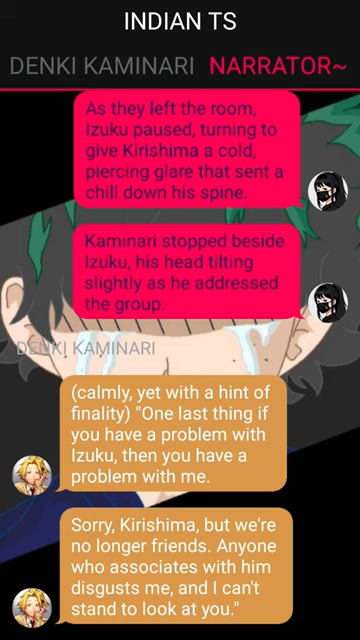 INDIAN TS
DENKI KAMINARI NARRATOR~
As they left the room,
Izuku paused, turning to
give Kirishima a cold,
piercing glare that sent a
chill down his spine.
Kaminari stopped beside
Izuku, his head tilting
slightly as he addressed
the group.
DENKI KAMINARI
(calmly, yet with a hint of
finality) "One last thing if
you have a problem with
Izuku, then you have a
problem with me.
Sorry, Kirishima, but we're
no longer friends. Anyone
who associates with him
disgusts me, and I can't
stand to look at you."